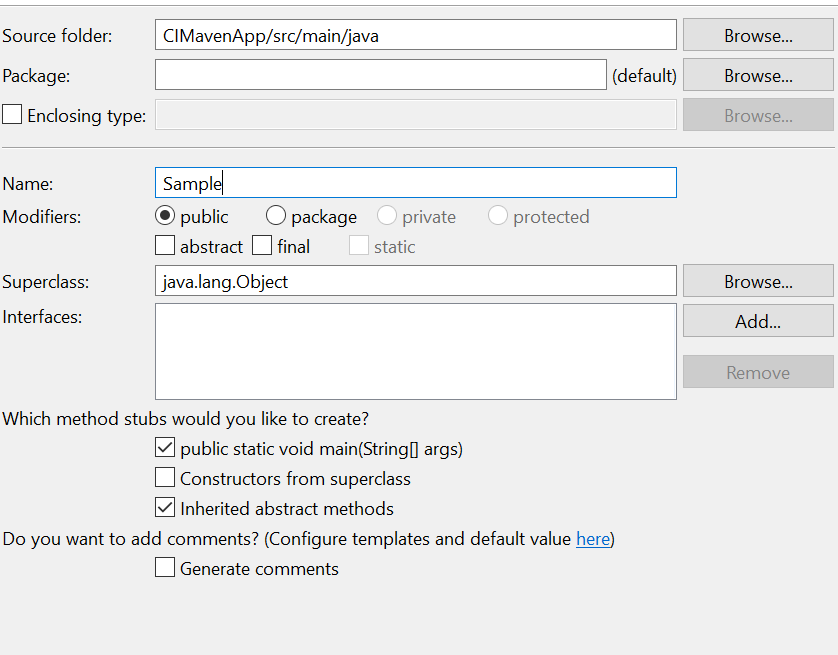 Source folder: CIMavenApp/src/main/java Browse...
Package: (default) Browse...
Enclosing type: Browse...
Name: Sample
Modifiers: public package private protected
abstract final static
Superclass: java.lang.Object Browse...
Interfaces: Add...
Remove
Which method stubs would you like to create?
public static void main(String[] args)
Constructors from superclass
Inherited abstract methods
Do you want to add comments? (Configure templates and default value here)
Generate comments